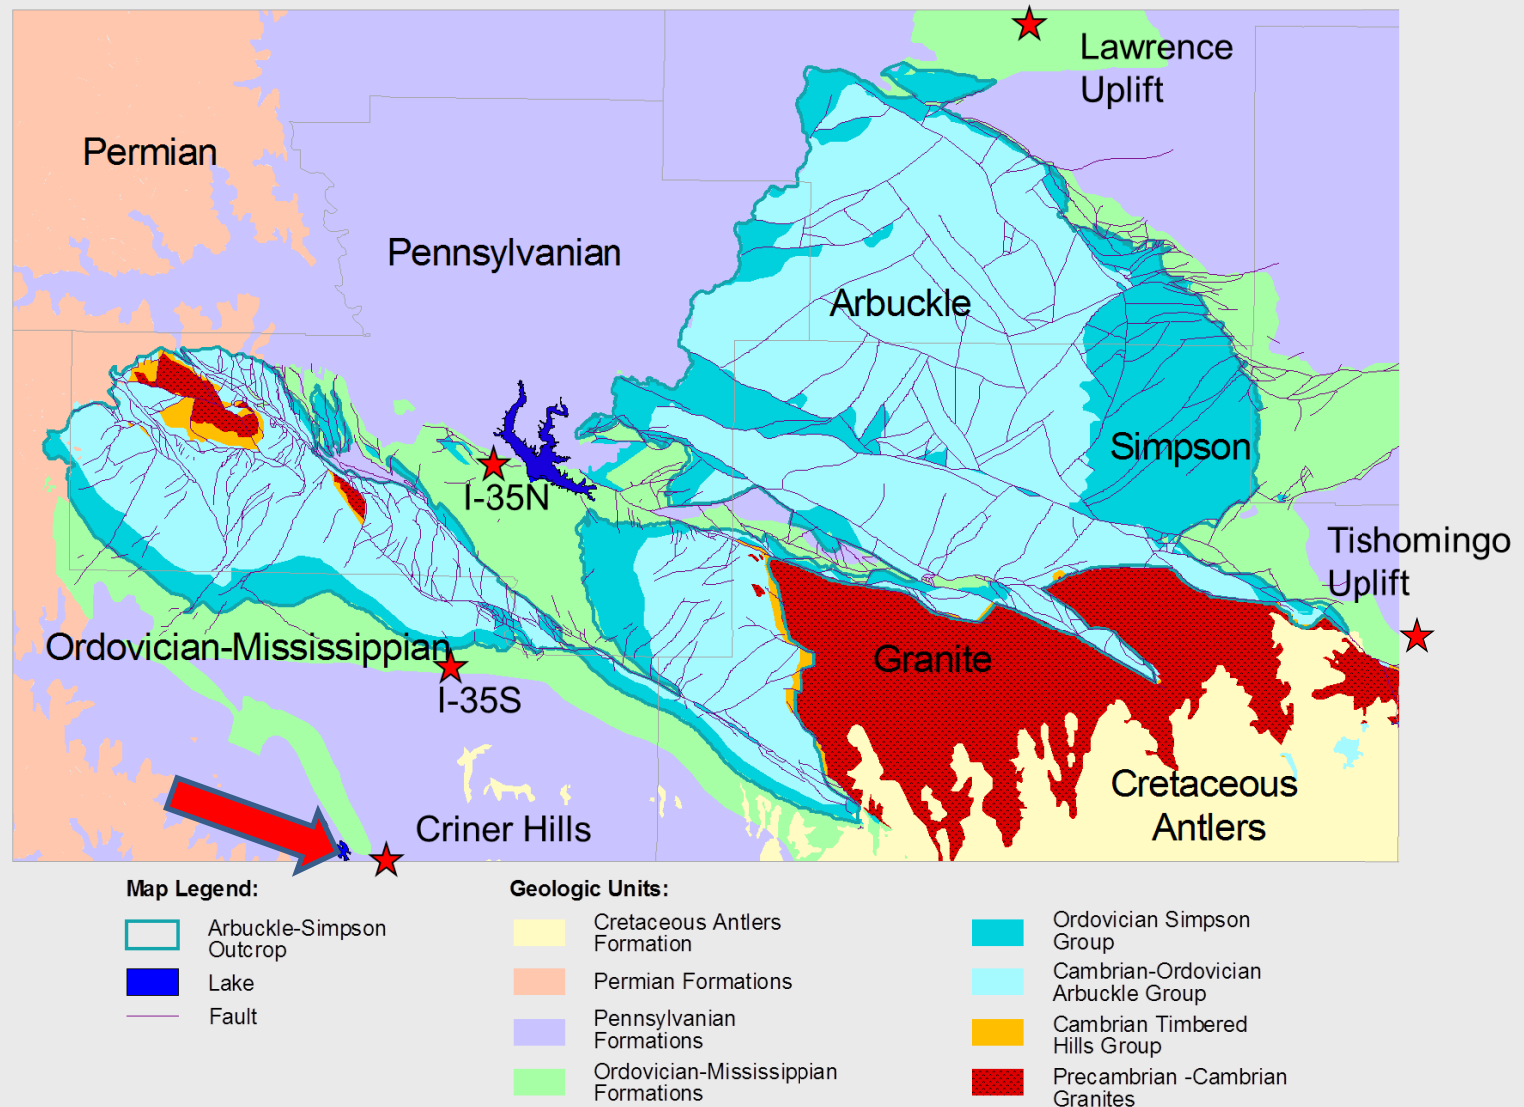 Lawrence
Uplift
Permian
Pennsylvanian
Arbuckle
Simpson
I-35N
Tishomingo
Uplift
Ordovician-Mississippian
Granite
I-35S
Cretaceous
Antlers
Criner Hills
Map Legend:
Arbuckle-Simpson
Outcrop
Lake
Fault
Geologic Units:
Cretaceous Antlers
Formation
Permian Formations
Pennsylvanian
Formations
Ordovician-Mississippian
Formations
Ordovician Simpson
Group
Cambrian-Ordovician
Arbuckle Group
Cambrian Timbered
Hills Group
Precambrian -Cambrian
Granites